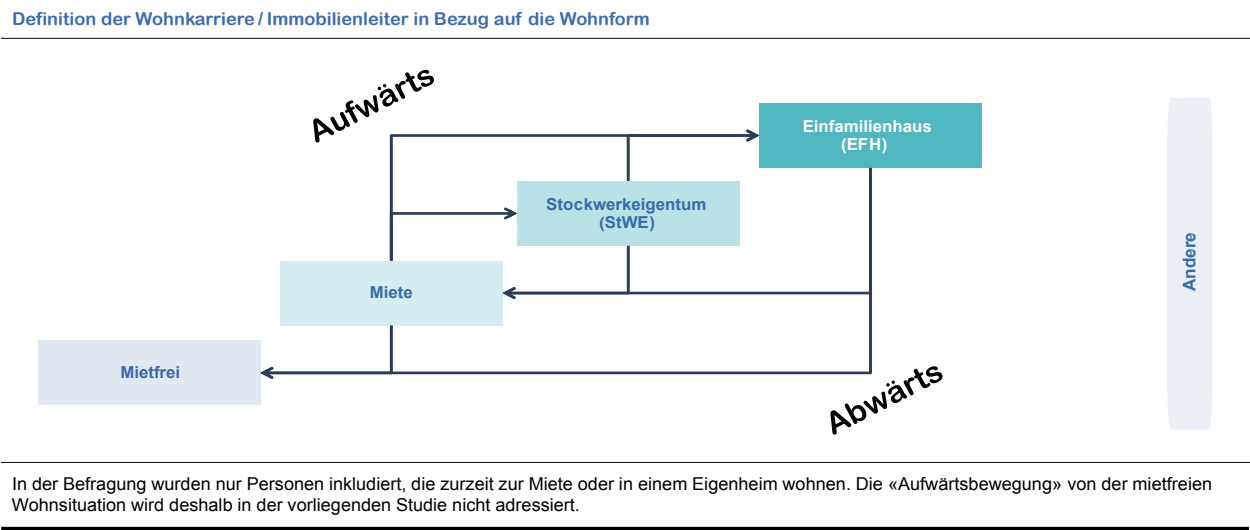 Definition der Wohnkarriere / Immobilienleiter in Bezug auf die Wohnform
Aufwärts
Einfamilienhaus
(EFH)
Stockwerkeigentum
(StWE)
Andere
Miete
Mietfrei
Abwärts
In der Befragung wurden nur Personen inkludiert, die zurzeit zur Miete oder in einem Eigenheim wohnen. Die «Aufwärtsbewegung» von der mietfreien
Wohnsituation wird deshalb in der vorliegenden Studie nicht adressiert.